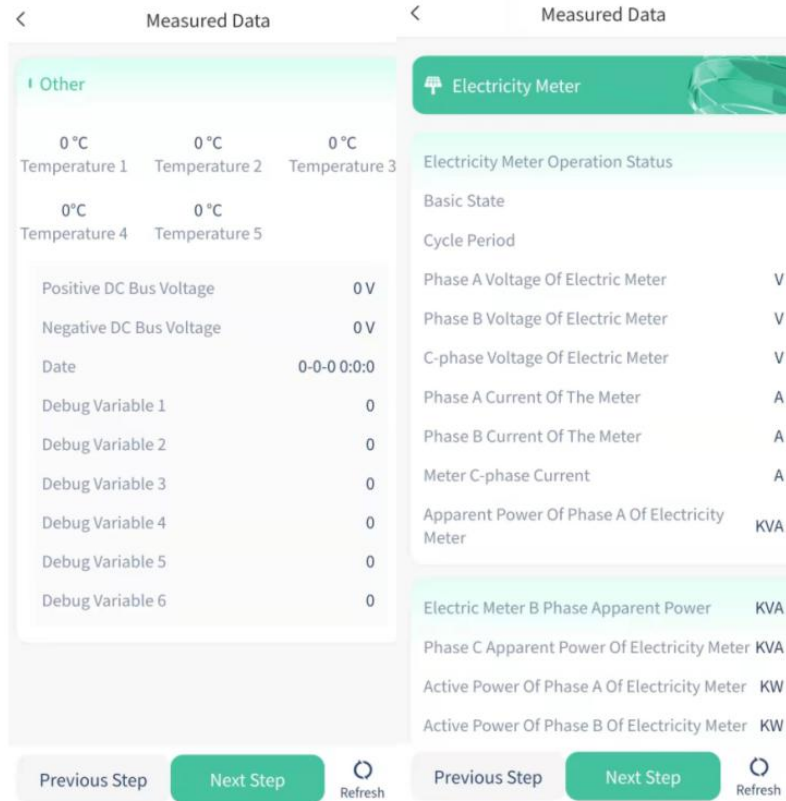 Measured Data
Other
0 °C 0 °C 0 °C
Temperature 1 Temperature 2 Temperature 3
0°C 0 °C
Temperature 4 Temperature 5
Positive DC Bus Voltage 0 V
Negative DC Bus Voltage 0 V
Date 0-0-0 0:0:0
Debug Variable 1 0
Debug Variable 2 0
Debug Variable 3 0
Debug Variable 4 0
Debug Variable 5 0
Debug Variable 6 0
Previous Step Next Step Refresh
Measured Data
Electricity Meter
Electricity Meter Operation Status
Basic State
Cycle Period
Phase A Voltage Of Electric Meter V
Phase B Voltage Of Electric Meter V
C-phase Voltage Of Electric Meter V
Phase A Current Of The Meter A
Phase B Current Of The Meter A
Meter C-phase Current A
Apparent Power Of Phase A Of Electricity
Meter KVA
Electric Meter B Phase Apparent Power KVA
Phase C Apparent Power Of Electricity Meter KVA
Active Power Of Phase A Of Electricity Meter KW
Active Power Of Phase B Of Electricity Meter KW
Previous Step Next Step Refresh